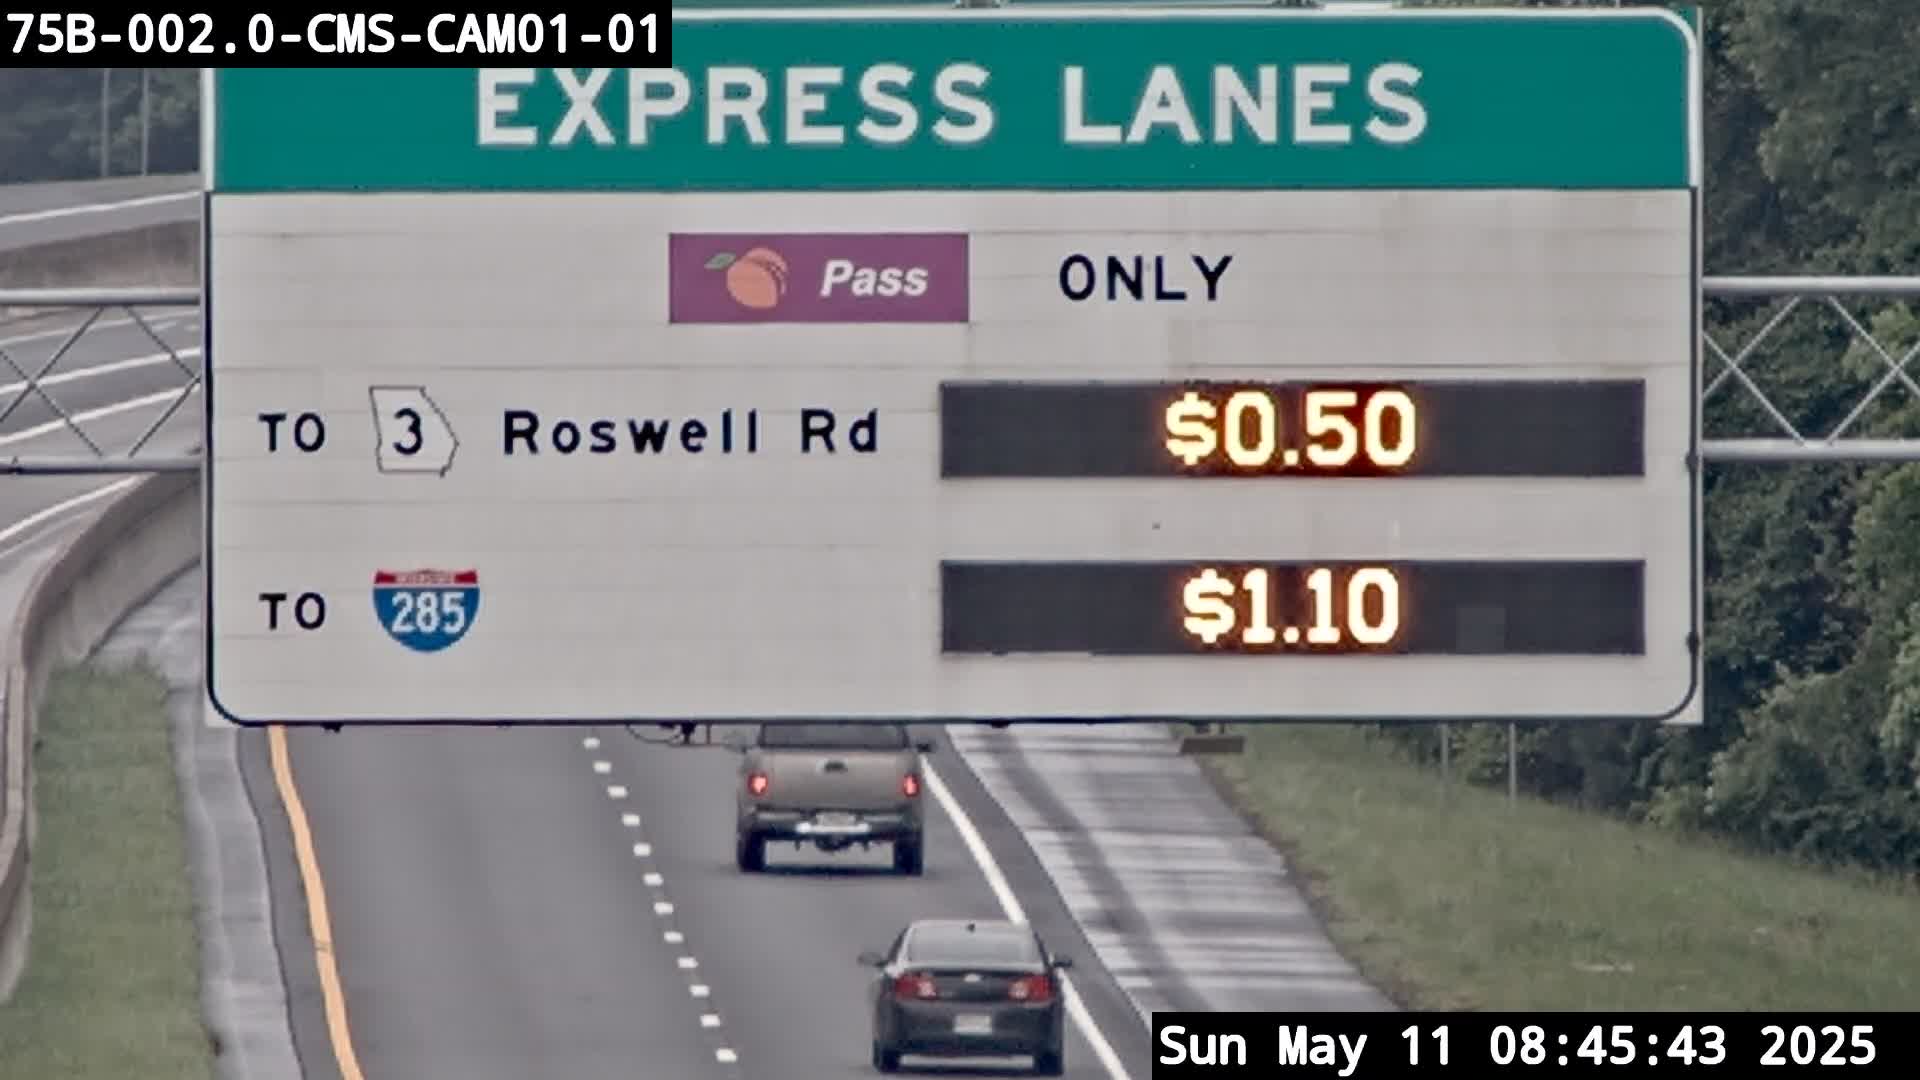 75B-002.0-CMS-CAM01-01
EXPRESS LANES
Pass ONLY
TO 3 Roswell Rd $0.50
TO 285 $1.10
Sun May 11 08:45:43 2025